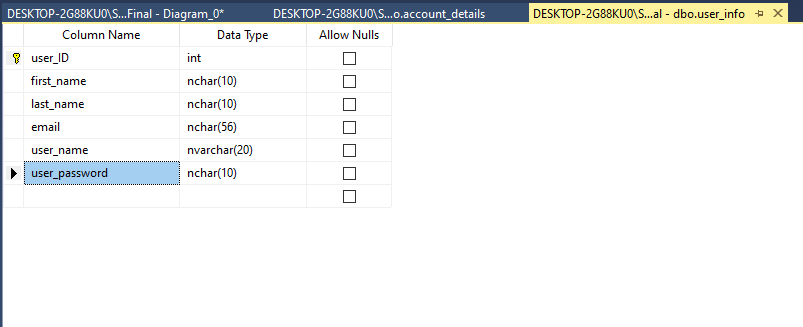 DESKTOP-2G88KU0\S...Final - Diagram_0* DESKTOP-2G88KU0\S...o.account_details DESKTOP-2G88KU0\S...al - dbo.user_info
Column Name Data Type Allow Nulls
user_ID int
first_name nchar(10)
last_name nchar(10)
email nchar(56)
user_name nvarchar(20)
user_password nchar(10)